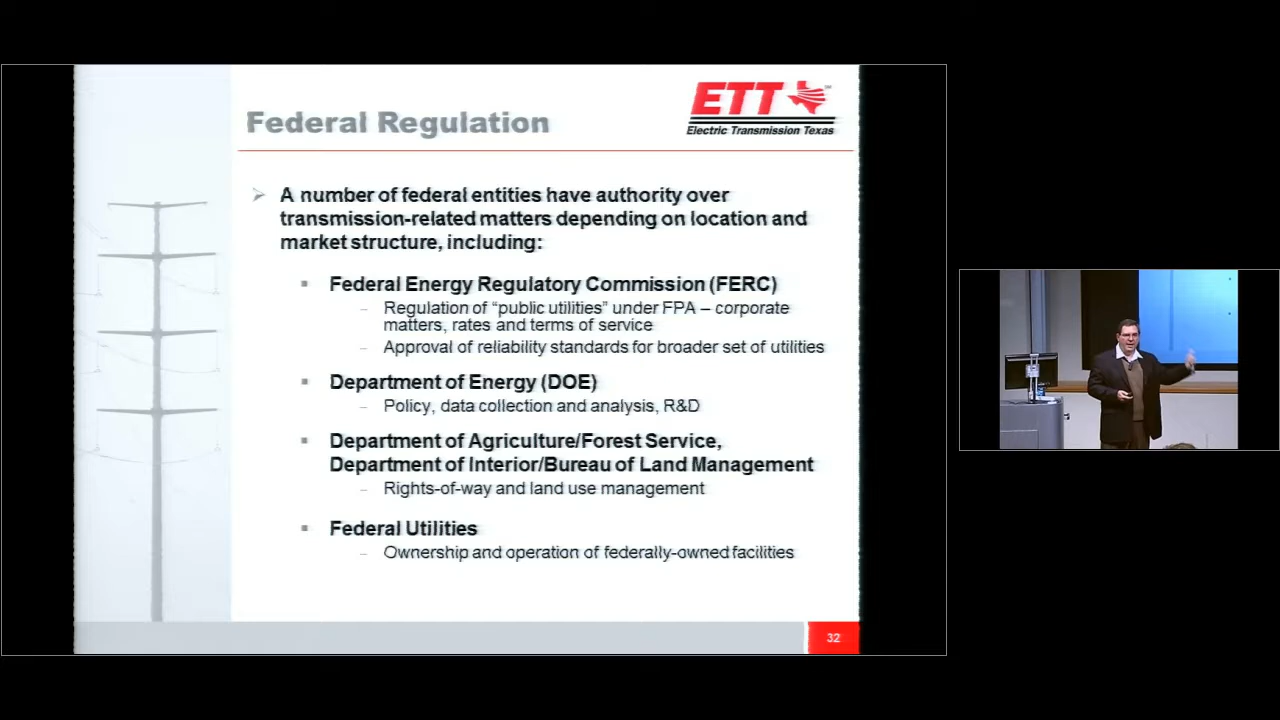 Federal Regulation
ETT
Electric Transmission Texas
A number of federal entities have authority over
transmission-related matters depending on location and
market structure, including:
Federal Energy Regulatory Commission (FERC)
– Regulation of “public utilities” under FPA – corporate
matters, rates and terms of service
– Approval of reliability standards for broader set of utilities
Department of Energy (DOE)
– Policy, data collection and analysis, R&D
Department of Agriculture/Forest Service,
Department of Interior/Bureau of Land Management
– Rights-of-way and land use management
Federal Utilities
– Ownership and operation of federally-owned facilities
32